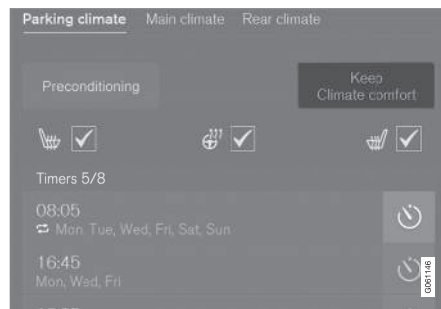 Parking climate Main climate Rear climate
Preconditioning
Keep
Climate comfort
Timers 5/8
08:05
Mon, Tue, Wed, Fri, Sat, Sun
16:45
Mon, Wed, Fri
G061146